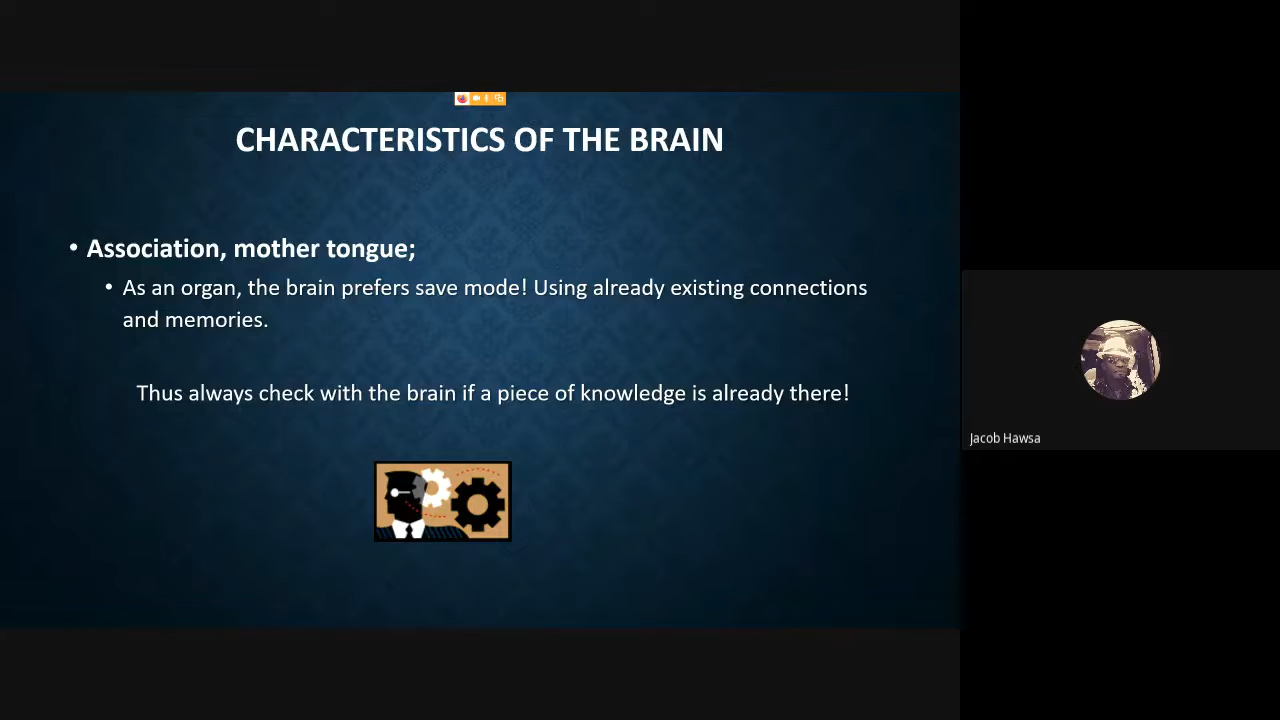 CHARACTERISTICS OF THE BRAIN
• Association, mother tongue;
• As an organ, the brain prefers save mode! Using already existing connections
and memories.
Thus always check with the brain if a piece of knowledge is already there!
Jacob Hawsa